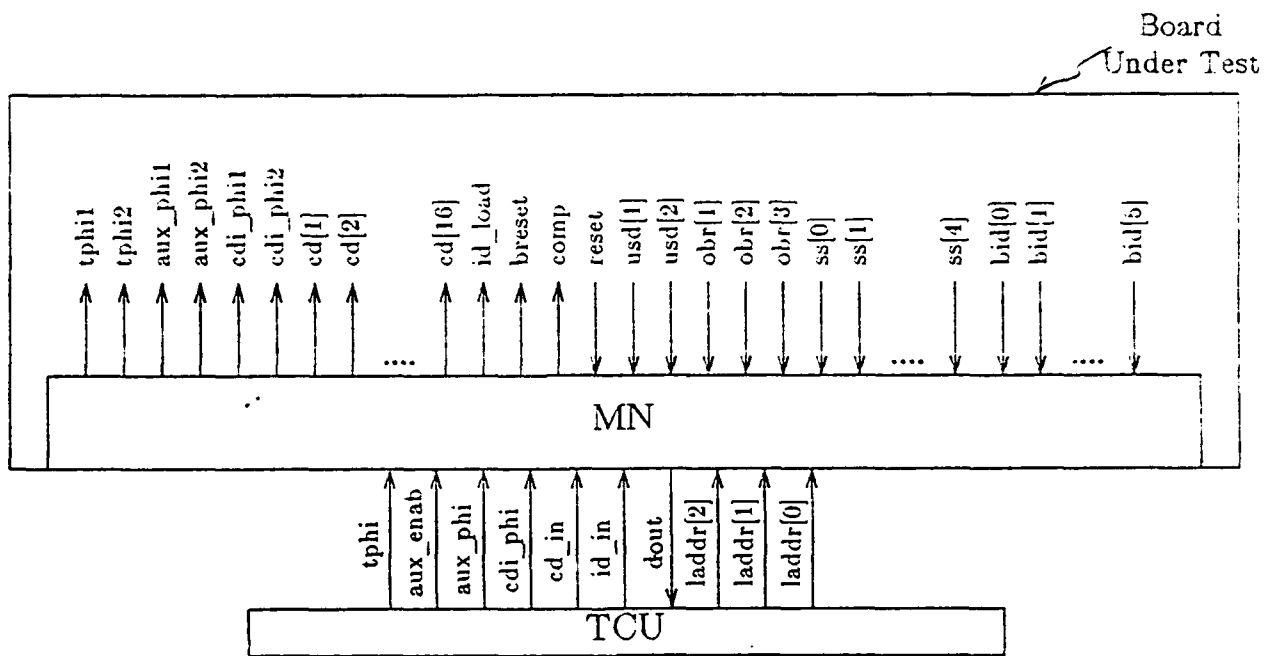 Board
Under Test
tphi1
tphi2
aux_phi1
aux_phi2
cdi_phi1
cdi_phi2
cd[1]
cd[2]
....
cd[16]
id_load
breset
comp
reset
usd[1]
usd[2]
obr[1]
obr[2]
obr[3]
ss[0]
ss[1]
....
ss[4]
bid[0]
bid[1]
....
bid[5]
MN
tphi
aux_enab
aux_phi
cdi_phi
cd_in
id_in
dout
laddr[2]
laddr[1]
laddr[0]
TCU